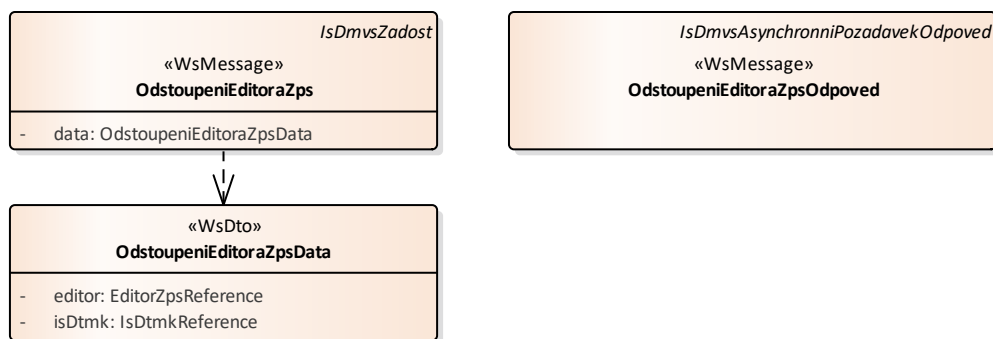 IsDmvsZadost
«WsMessage»
OdstoupeniEditoraZps
- data: OdstoupeniEditoraZpsData
«WsDto»
OdstoupeniEditoraZpsData
- editor: EditorZpsReference
- isDtmk: IsDtmkReference
IsDmvsAsynchronniPozadavekOdpoved
«WsMessage»
OdstoupeniEditoraZpsOdpoved